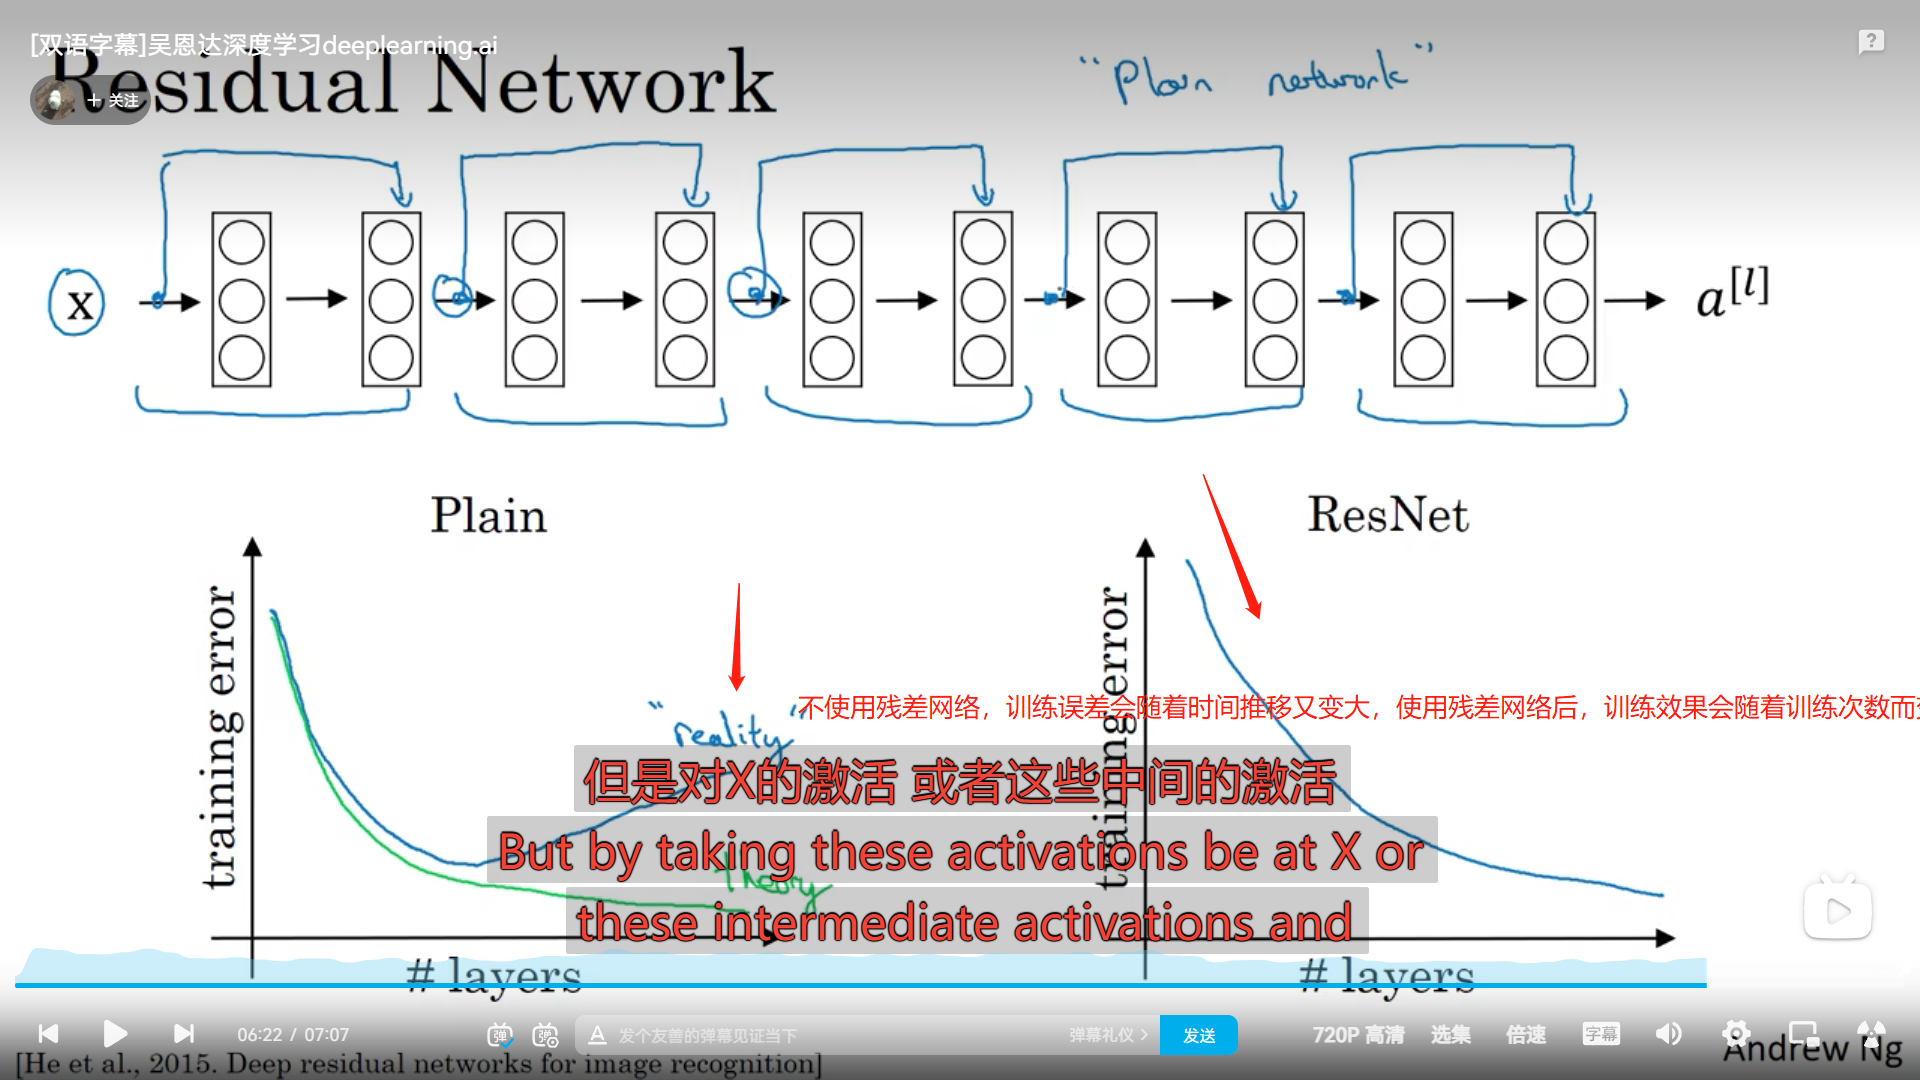 [双语字幕]吴恩达深度学习deeplearning.ai
Residual Network
"Plain network"
+ 关注
x
a[l]
Plain
ResNet
training error
training error
"reality"
不使用残差网络，训练误差会随着时间推移又变大，使用残差网络后，训练效果会随着训练次数而
但是对X的激活 或者这些中间的激活
But by taking these activations be at X or
theory
these intermediate activations and
# layers
# layers
06:22 / 07:07
弹
弹
A 发个友善的弹幕见证当下
弹幕礼仪 >
发送
720P 高清
选集
倍速
字幕
[He et al., 2015. Deep residual networks for image recognition]
Andrew Ng